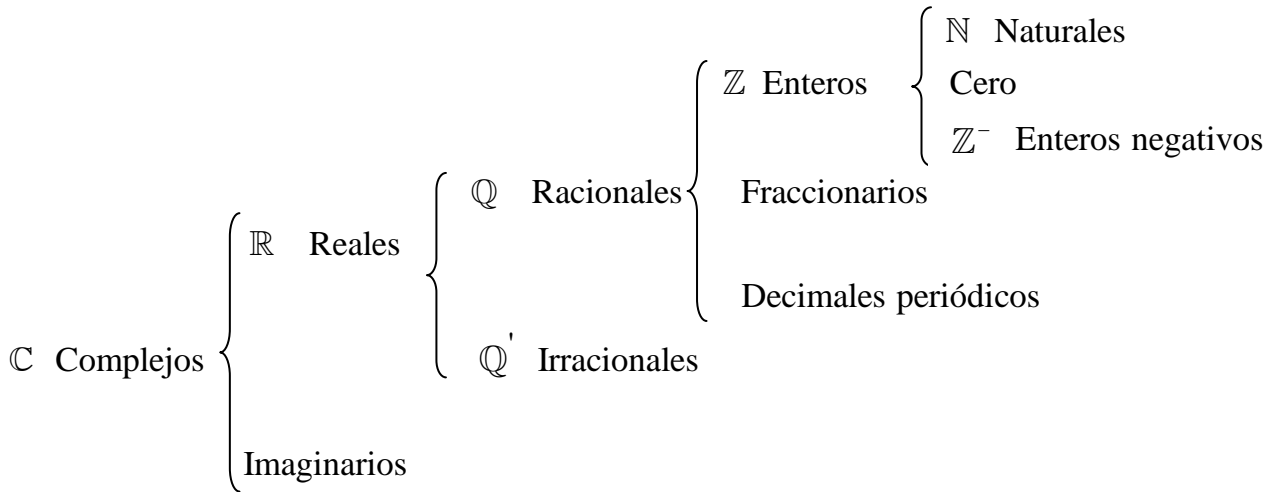 ℕ Naturales
ℤ Enteros
Cero
ℤ⁻ Enteros negativos
ℚ Racionales
Fraccionarios
ℝ Reales
Decimales periódicos
ℂ Complejos
ℚ' Irracionales
Imaginarios